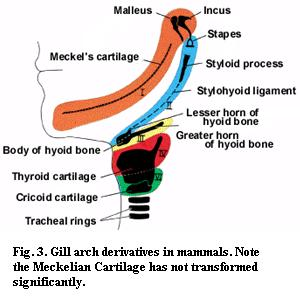 Malleus
Incus
Stapes
Meckel's cartilage
Styloid process
I
Stylohyoid ligament
II
Lesser horn of
hyoid bone
Greater horn
of hyoid bone
Body of hyoid bone
III
Thyroid cartilage
IV
Cricoid cartilage
VI
Tracheal rings
Fig. 3. Gill arch derivatives in mammals. Note
the Meckelian Cartilage has not transformed
significantly.